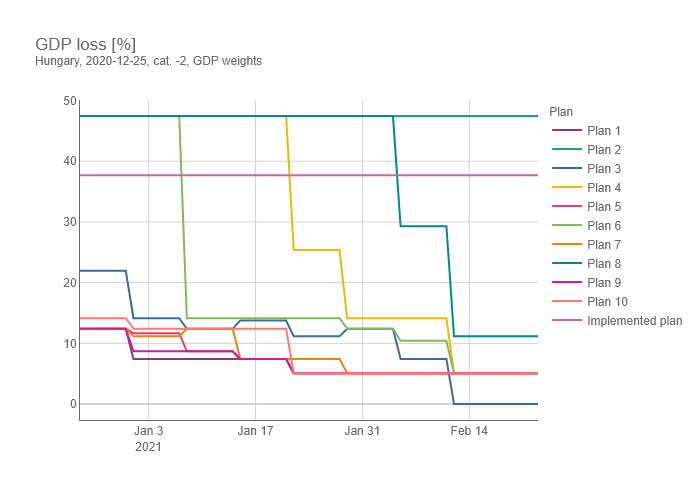 GDP loss [%]
Hungary, 2020-12-25, cat. -2, GDP weights
50
40
30
20
10
0
Jan 3
2021
Jan 17
Jan 31
Feb 14
Plan
Plan 1
Plan 2
Plan 3
Plan 4
Plan 5
Plan 6
Plan 7
Plan 8
Plan 9
Plan 10
Implemented plan